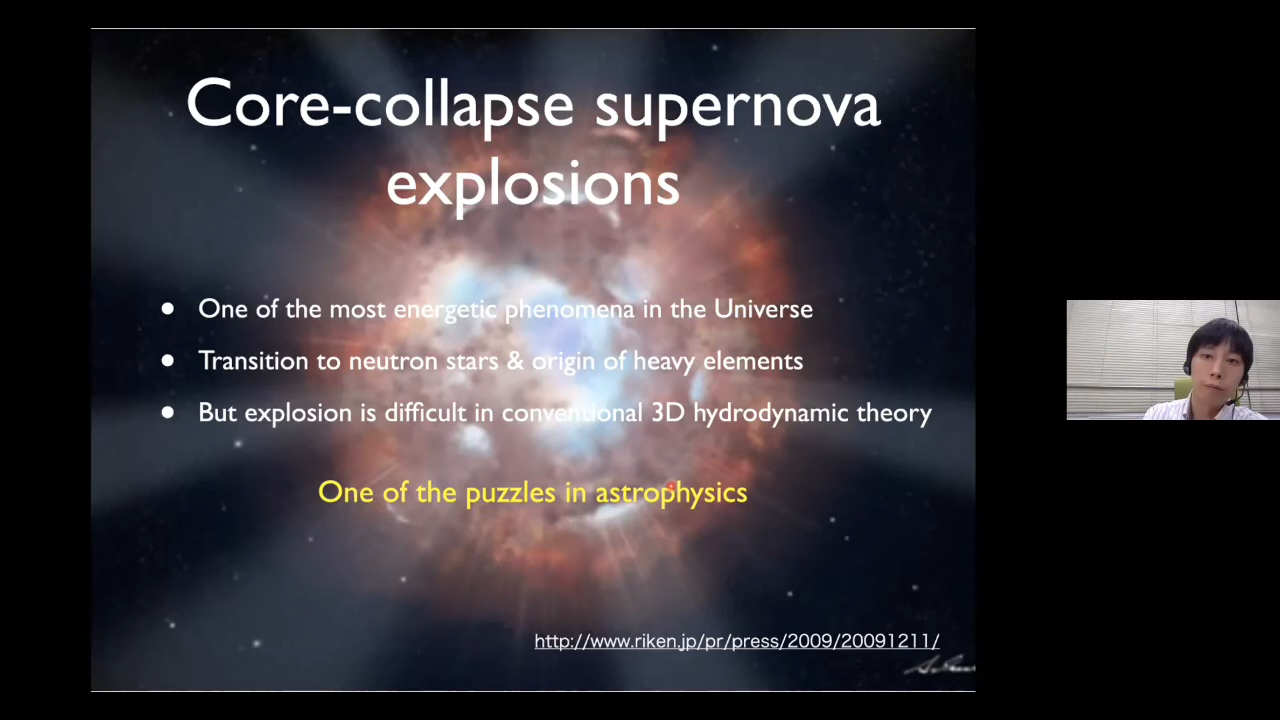 Core-collapse supernova
explosions
● One of the most energetic phenomena in the Universe
● Transition to neutron stars & origin of heavy elements
● But explosion is difficult in conventional 3D hydrodynamic theory
One of the puzzles in astrophysics
http://www.riken.jp/pr/press/2009/20091211/